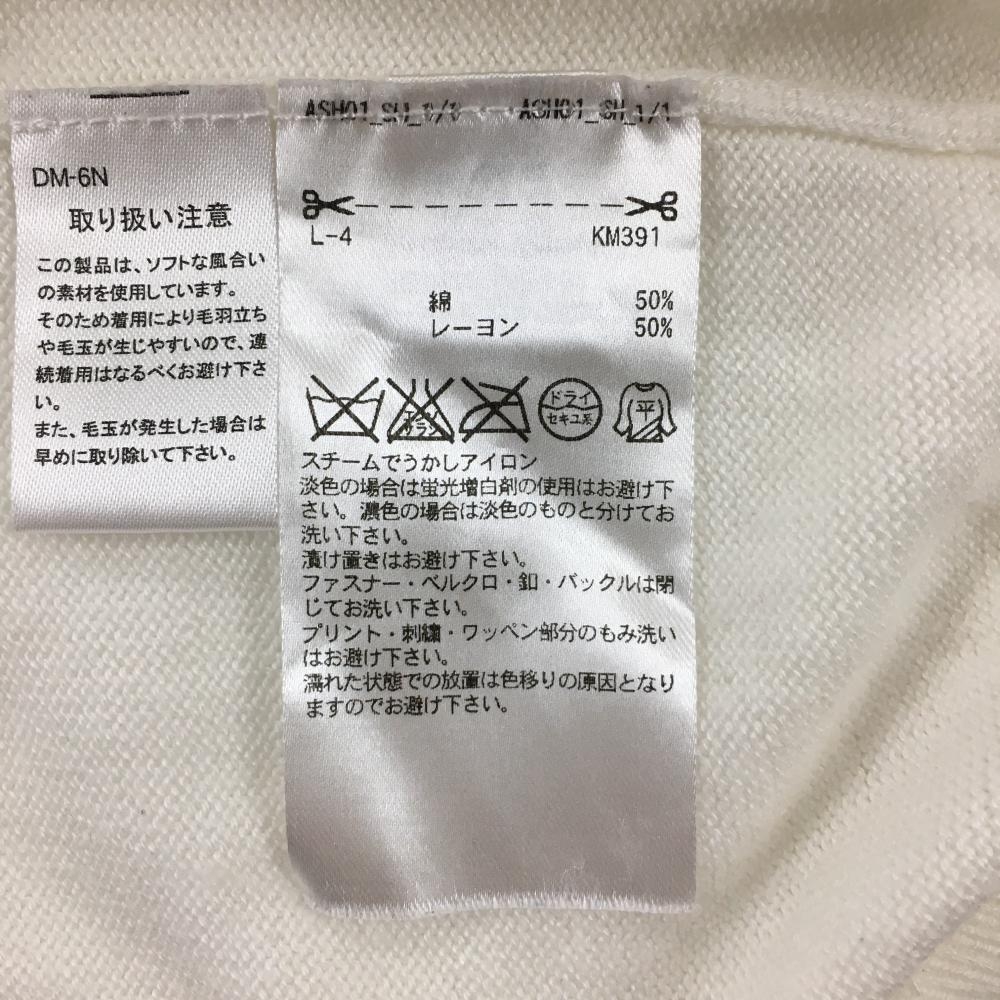 DM-6N
取り扱い注意
この製品は、ソフトな風合い
の素材を使用しています。
そのため着用により毛羽立ち
や毛玉が生じやすいので、連
続着用はなるべくお避け下さ
い。
また、毛玉が発生した場合は
早めに取り除いて下さい。
ASH01_SH_1/1 ASH01_SH_1/1
L-4 KM391
綿 50%
レーヨン 50%
エンソ サラシ ドライ セキユ系 平
スチームでうかしアイロン
淡色の場合は蛍光増白剤の使用はお避け下
さい。濃色の場合は淡色のものと分けてお
洗い下さい。
漬け置きはお避け下さい。
ファスナー・ベルクロ・釦・バックルは閉
じてお洗い下さい。
プリント・刺繍・ワッペン部分のもみ洗い
はお避け下さい。
濡れた状態での放置は色移りの原因となり
ますのでお避け下さい。